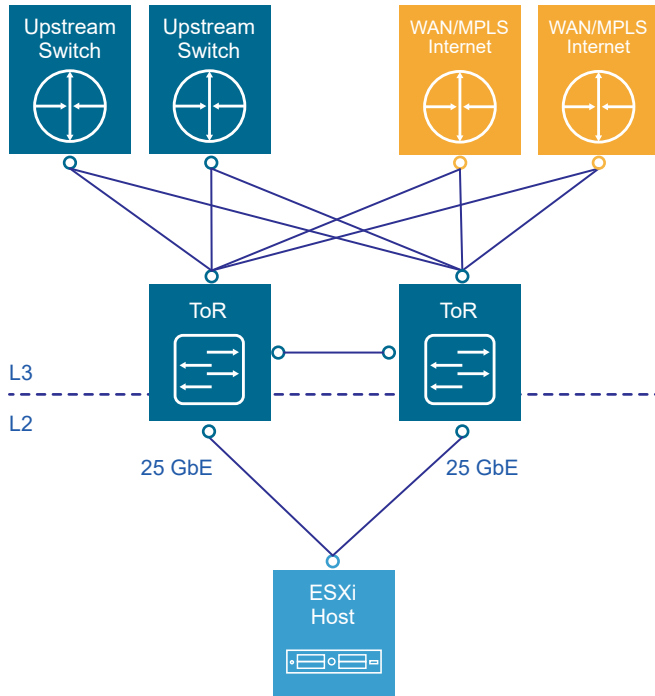 Upstream
Switch
Upstream
Switch
WAN/MPLS
Internet
WAN/MPLS
Internet
ToR
ToR
L3
L2
25 GbE
25 GbE
ESXi
Host